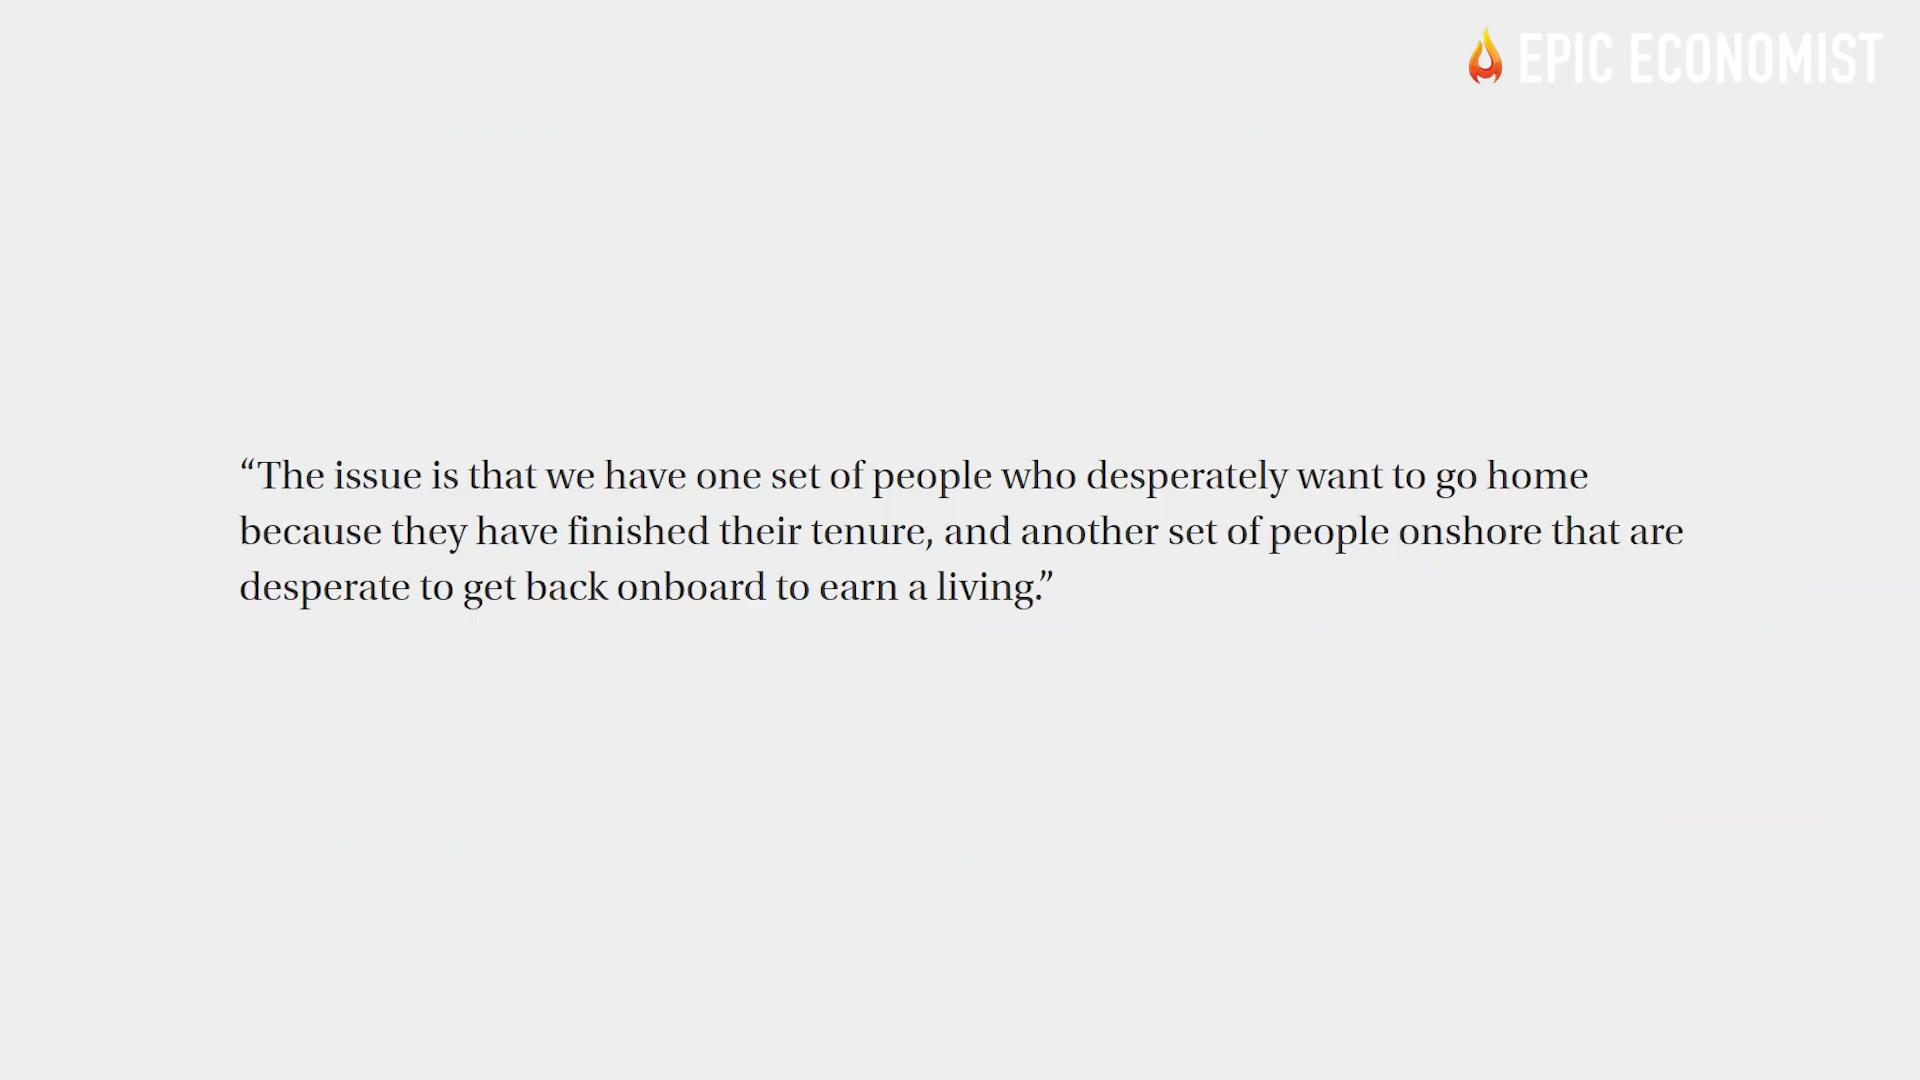 EPIC ECONOMIST
“The issue is that we have one set of people who desperately want to go home
because they have finished their tenure, and another set of people onshore that are
desperate to get back onboard to earn a living.”